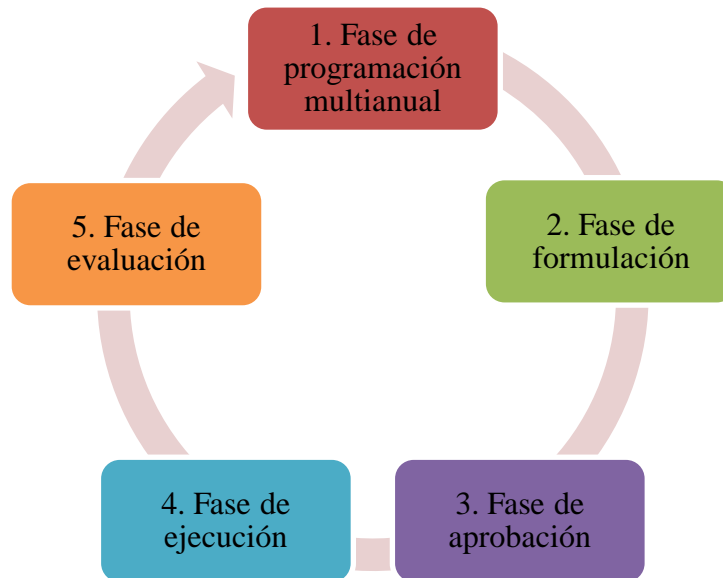 1. Fase de
programación
multianual
2. Fase de
formulación
3. Fase de
aprobación
4. Fase de
ejecución
5. Fase de
evaluación